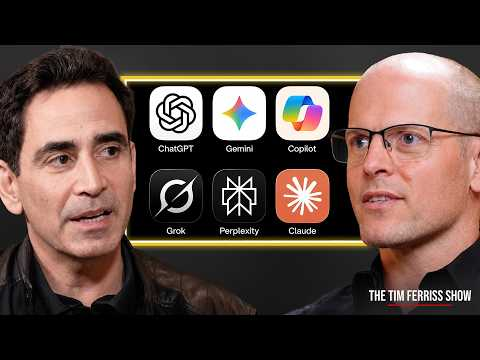 ChatGPT Gemini Copilot
Grok Perplexity Claude
THE TIM FERRISS SHOW